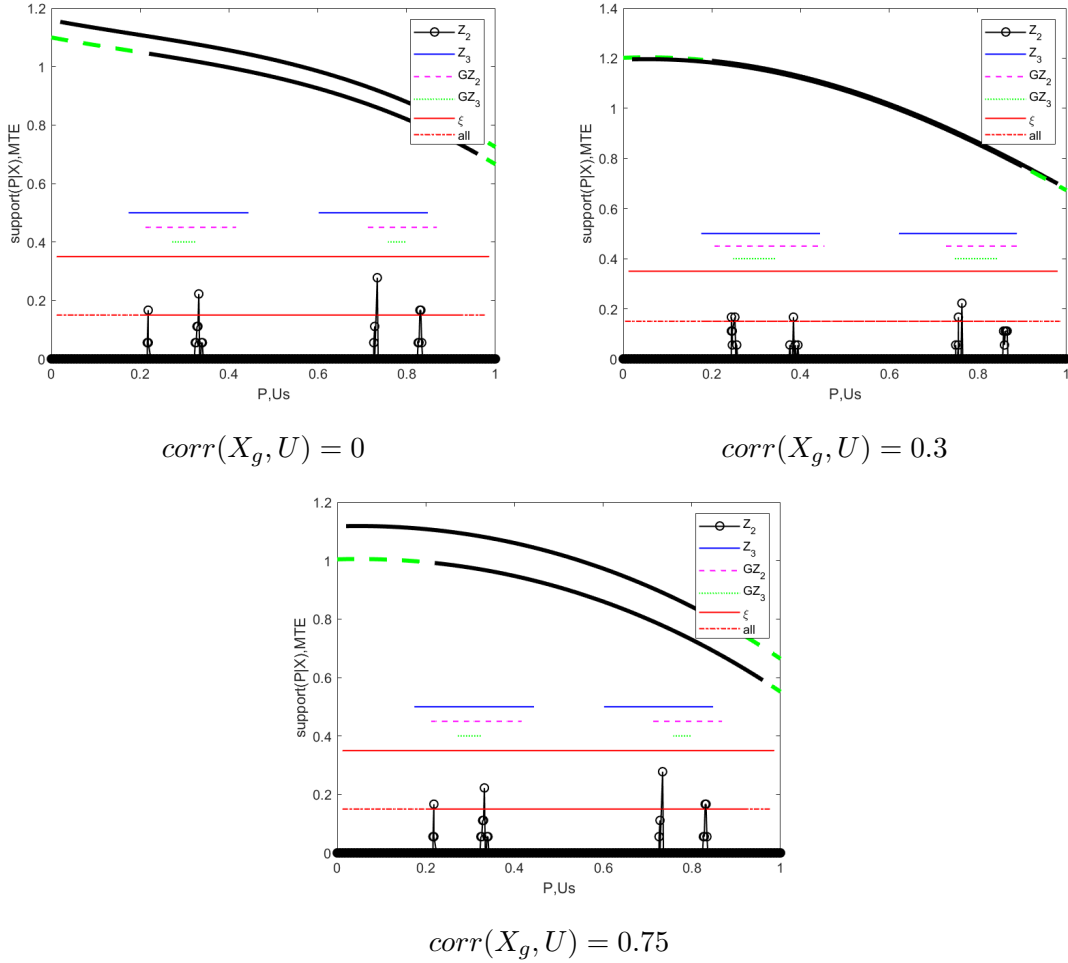 1.2
1
0.8
0.6
0.4
0.2
0
support(P|X),MTE
0 0.2 0.4 0.6 0.8 1
P,Us
Z2
Z3
GZ2
GZ3
ξ
all
corr(Xg, U) = 0
1.4
1.2
1
0.8
0.6
0.4
0.2
0
support(P|X),MTE
0 0.2 0.4 0.6 0.8 1
P,Us
Z2
Z3
GZ2
GZ3
ξ
all
corr(Xg, U) = 0.3
1.2
1
0.8
0.6
0.4
0.2
0
support(P|X),MTE
0 0.2 0.4 0.6 0.8 1
P,Us
Z2
Z3
GZ2
GZ3
ξ
all
corr(Xg, U) = 0.75